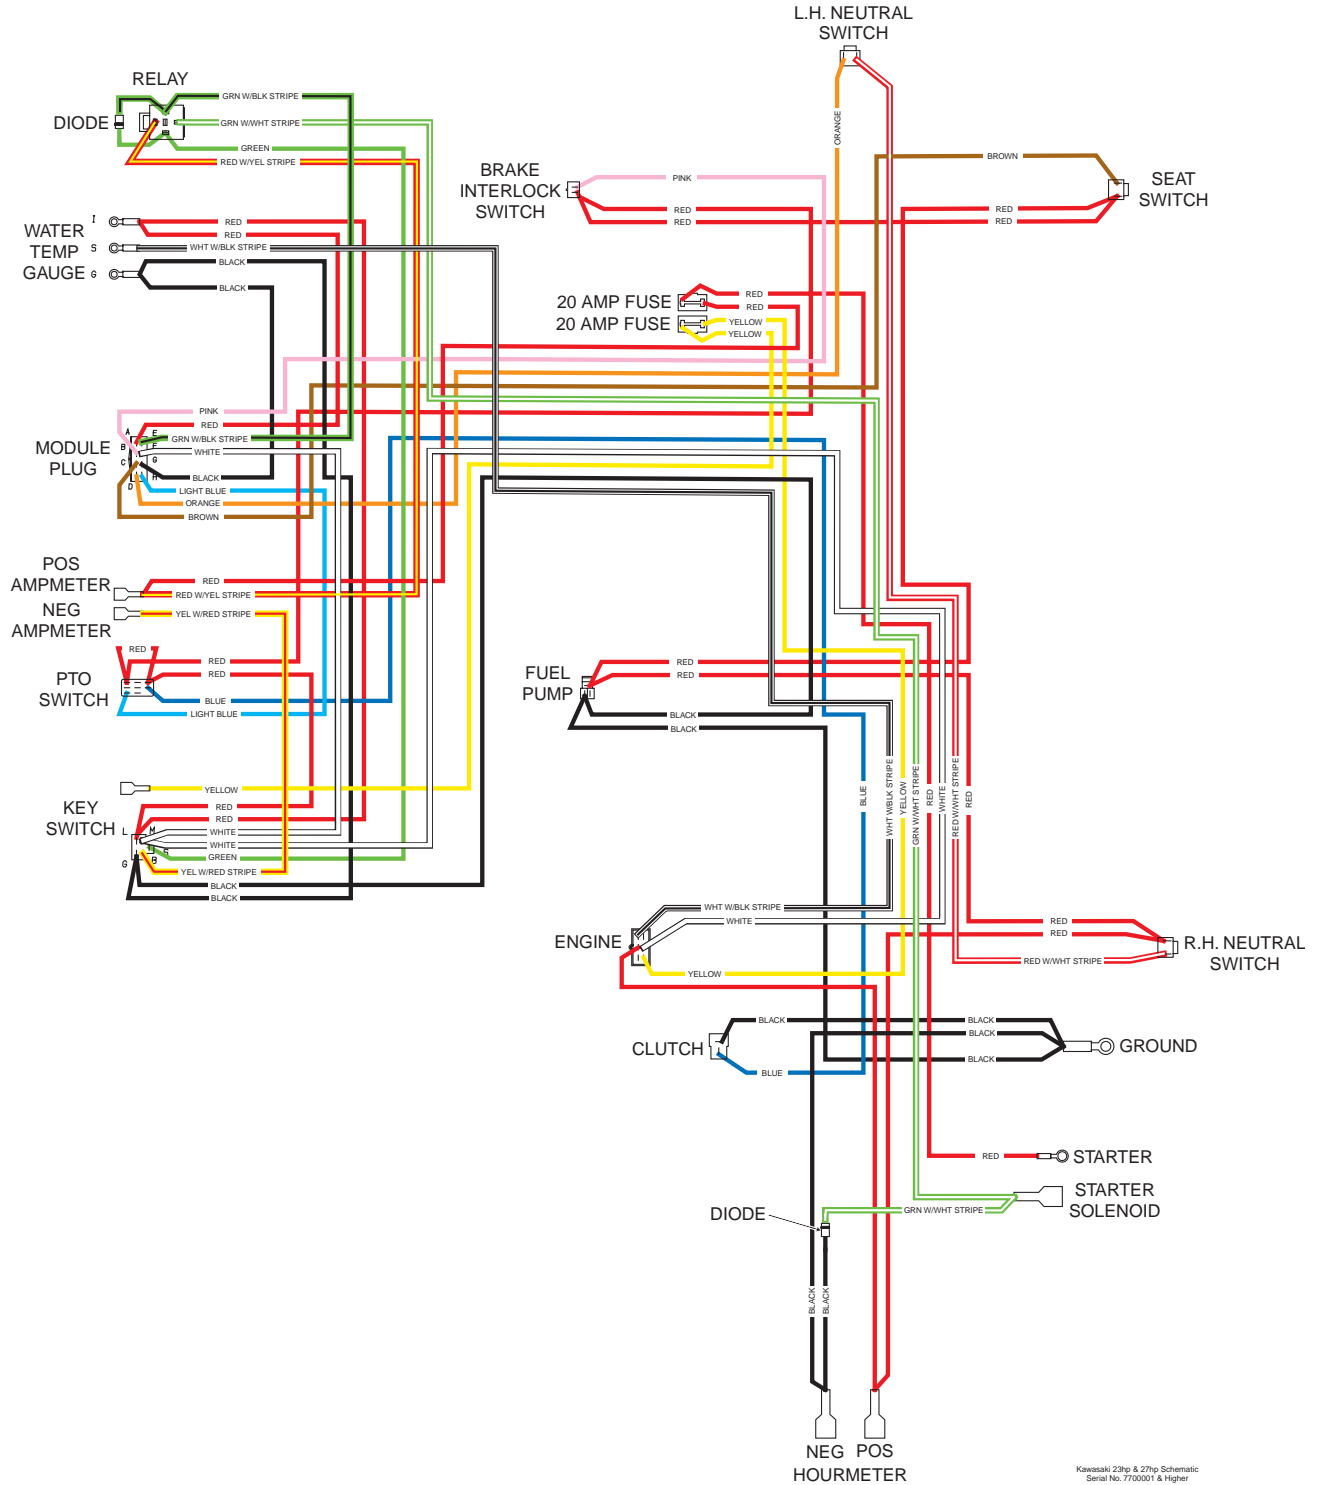 L.H. NEUTRAL
SWITCH
RELAY
GRN W/BLK STRIPE
DIODE
GRN W/WHT STRIPE
GREEN
RED W/YEL STRIPE
ORANGE
BROWN
BRAKE
INTERLOCK
SWITCH
PINK
RED
RED
RED
RED
SEAT
SWITCH
WATER
TEMP
GAUGE
I
S
G
RED
RED
WHT W/BLK STRIPE
BLACK
BLACK
20 AMP FUSE
20 AMP FUSE
RED
RED
YELLOW
YELLOW
MODULE
PLUG
A
B
C
D
E
F
G
H
PINK
RED
GRN W/BLK STRIPE
WHITE
BLACK
LIGHT BLUE
ORANGE
BROWN
POS
AMPMETER
NEG
AMPMETER
RED
RED W/YEL STRIPE
YEL W/RED STRIPE
PTO
SWITCH
RED
RED
RED
BLUE
LIGHT BLUE
FUEL
PUMP
RED
RED
BLACK
BLACK
YELLOW
KEY
SWITCH
L
M
G
B
RED
RED
WHITE
WHITE
GREEN
YEL W/RED STRIPE
BLACK
BLACK
BLUE
WHT W/BLK STRIPE
YELLOW
GRN W/WHT STRIPE
RED
WHITE
RED W/WHT STRIPE
RED
ENGINE
WHT W/BLK STRIPE
WHITE
YELLOW
RED
RED
RED W/WHT STRIPE
R.H. NEUTRAL
SWITCH
CLUTCH
BLACK
BLUE
BLACK
BLACK
BLACK
GROUND
RED
STARTER
STARTER
SOLENOID
GRN W/WHT STRIPE
DIODE
BLACK
BLACK
NEG
POS
HOURMETER
Kawasaki 23hp & 27hp Schematic
Serial No. 7700001 & Higher